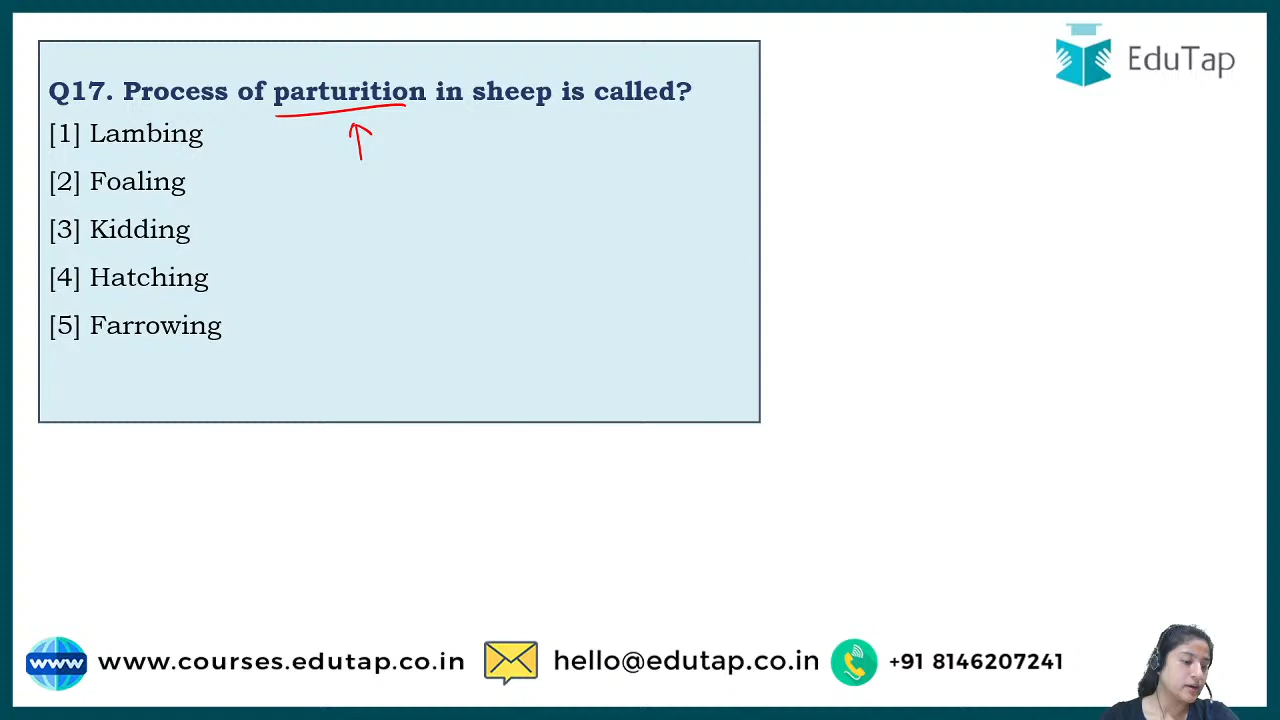 EduTap
Q17. Process of parturition in sheep is called?
[1] Lambing
[2] Foaling
[3] Kidding
[4] Hatching
[5] Farrowing
www www.courses.edutap.co.in hello@edutap.co.in +91 8146207241